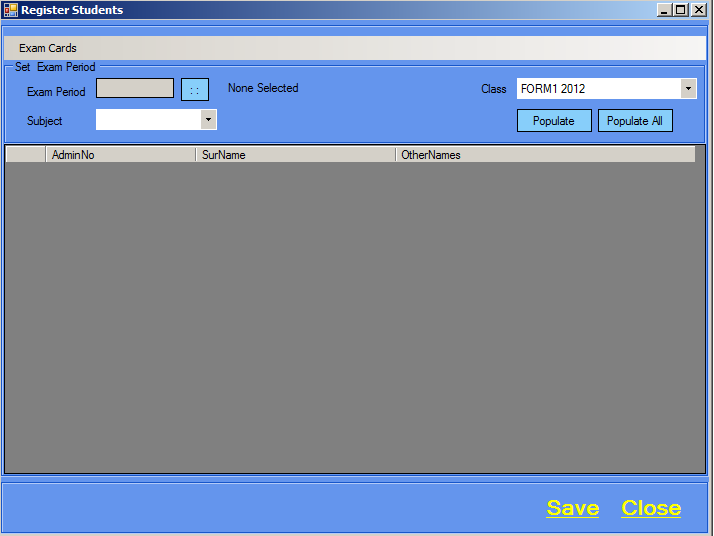 Register Students
Exam Cards
Set Exam Period
Exam Period : : None Selected Class FORM1 2012
Subject Populate Populate All
AdminNo SurName OtherNames
Save Close